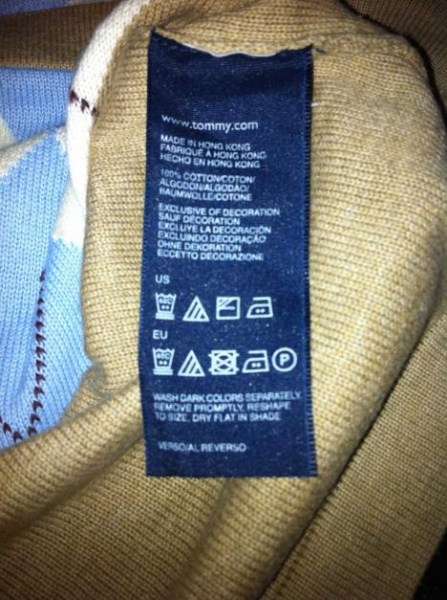 www.tommy.com
MADE IN HONG KONG
FABRIQUÉ À HONG KONG
HECHO EN HONG KONG
100% COTTON/COTON/
ALGODON/ALGODAO/
BAUMWOLLE/COTONE
EXCLUSIVE OF DECORATION
SAUF DÉCORATION
EXCLUYE LA DECORACIÓN
EXCLUINDO DECORAÇÃO
OHNE DEKORATION
ECCETTO DECORAZIONE
US
EU
P
WASH DARK COLORS SEPARATELY
REMOVE PROMPTLY, RESHAPE
TO SIZE, DRY FLAT IN SHADE
VERSO/AL REVERSO